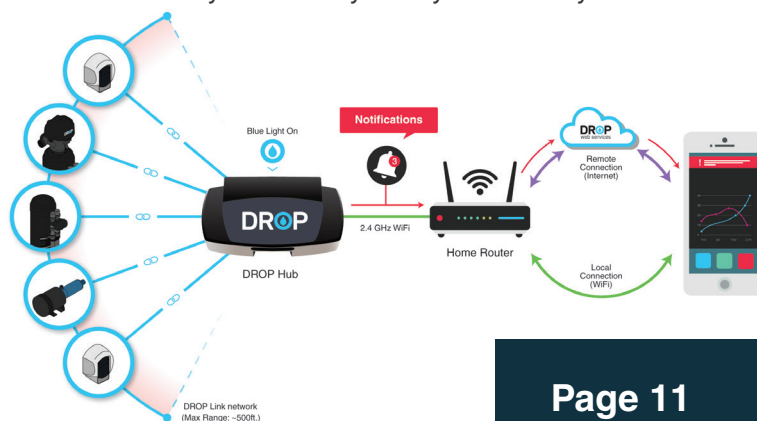 Blue Light On
Notifications
3
DROP
web services
Remote
Connection
(Internet)
DROP
DROP Hub
2.4 GHz WiFi
Home Router
Local
Connection
(WiFi)
DROP Link network
(Max Range: ~500ft.)
Page 11